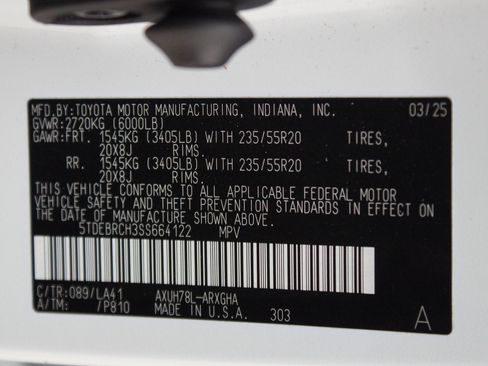 MFD.BY:TOYOTA MOTOR MANUFACTURING, INDIANA, INC. 03/25
GVWR:2720KG (6000LB)
GAWR:FRT. 1545KG (3405LB) WITH 235/55R20 TIRES,
20X8J RIMS,
RR. 1545KG (3405LB) WITH 235/55R20 TIRES,
20X8J RIMS,
THIS VEHICLE CONFORMS TO ALL APPLICABLE FEDERAL MOTOR
VEHICLE SAFETY AND THEFT PREVENTION STANDARDS IN EFFECT
ON THE DATE OF MANUFACTURE SHOWN ABOVE.
5TDEBRCH3SS664122 MPV
C/TR:089/LA41 AXUH78L-ARXGHA
A/TM: /P810 MADE IN U.S.A. 303 A